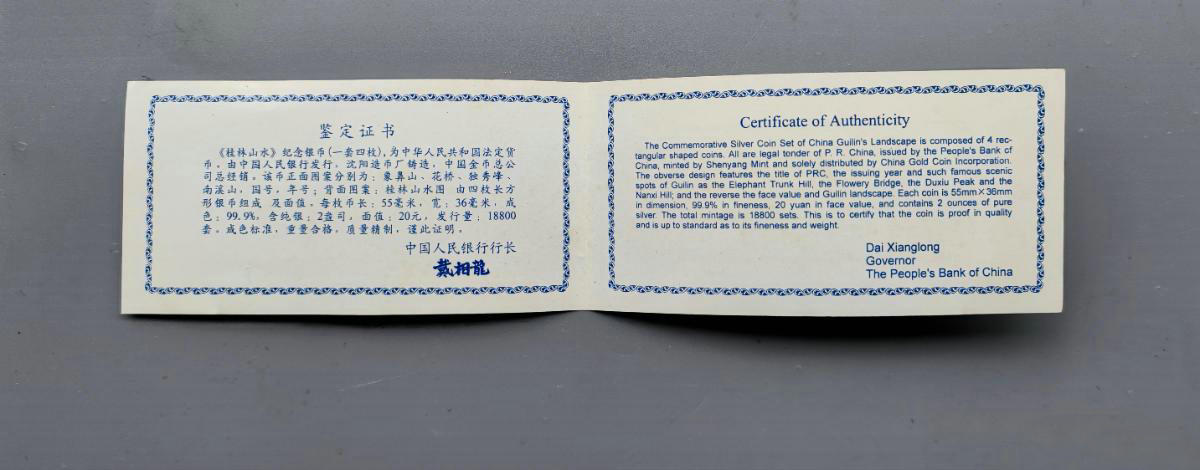 鉴定证书
《桂林山水》纪念银币(一套四枚),为中华人民共和国法定货
币。由中国人民银行发行,沈阳造币厂铸造,中国金币总公
司总经销。该币正面图案分别为:象鼻山、花桥、独秀峰、
南溪山,国号,年号;背面图案:桂林山水图 由四枚长方
形银币组成 及面值。每枚币长:55毫米,宽:36毫米,成
色:99.9%,含纯银:2盎司,面值:20元,发行量:18800
套。成色标准,重量合格,质量精制,谨此证明。
中国人民银行行长
戴相龍
Certificate of Authenticity
The Commemorative Silver Coin Set of China Guilin's Landscape is composed of 4 rec-
tangular shaped coins. All are legal tonder of P. R. China, issued by the People's Bank of
China, minted by Shenyang Mint and solely distributed by China Gold Coin Incorporation.
The obverse design features the title of PRC, the issuing year and such famous scenic
spots of Guilin as the Elephant Trunk Hill, the Flowery Bridge, the Duxiu Peak and the
Nanxi Hill; and the reverse the face value and Guilin landscape. Each coin is 55mm×36mm
in dimension, 99.9% in fineness, 20 yuan in face value, and contains 2 ounces of pure
silver. The total mintage is 18800 sets. This is to certify that the coin is proof in quality
and is up to standard as to its fineness and weight.
Dai Xianglong
Governor
The People's Bank of China